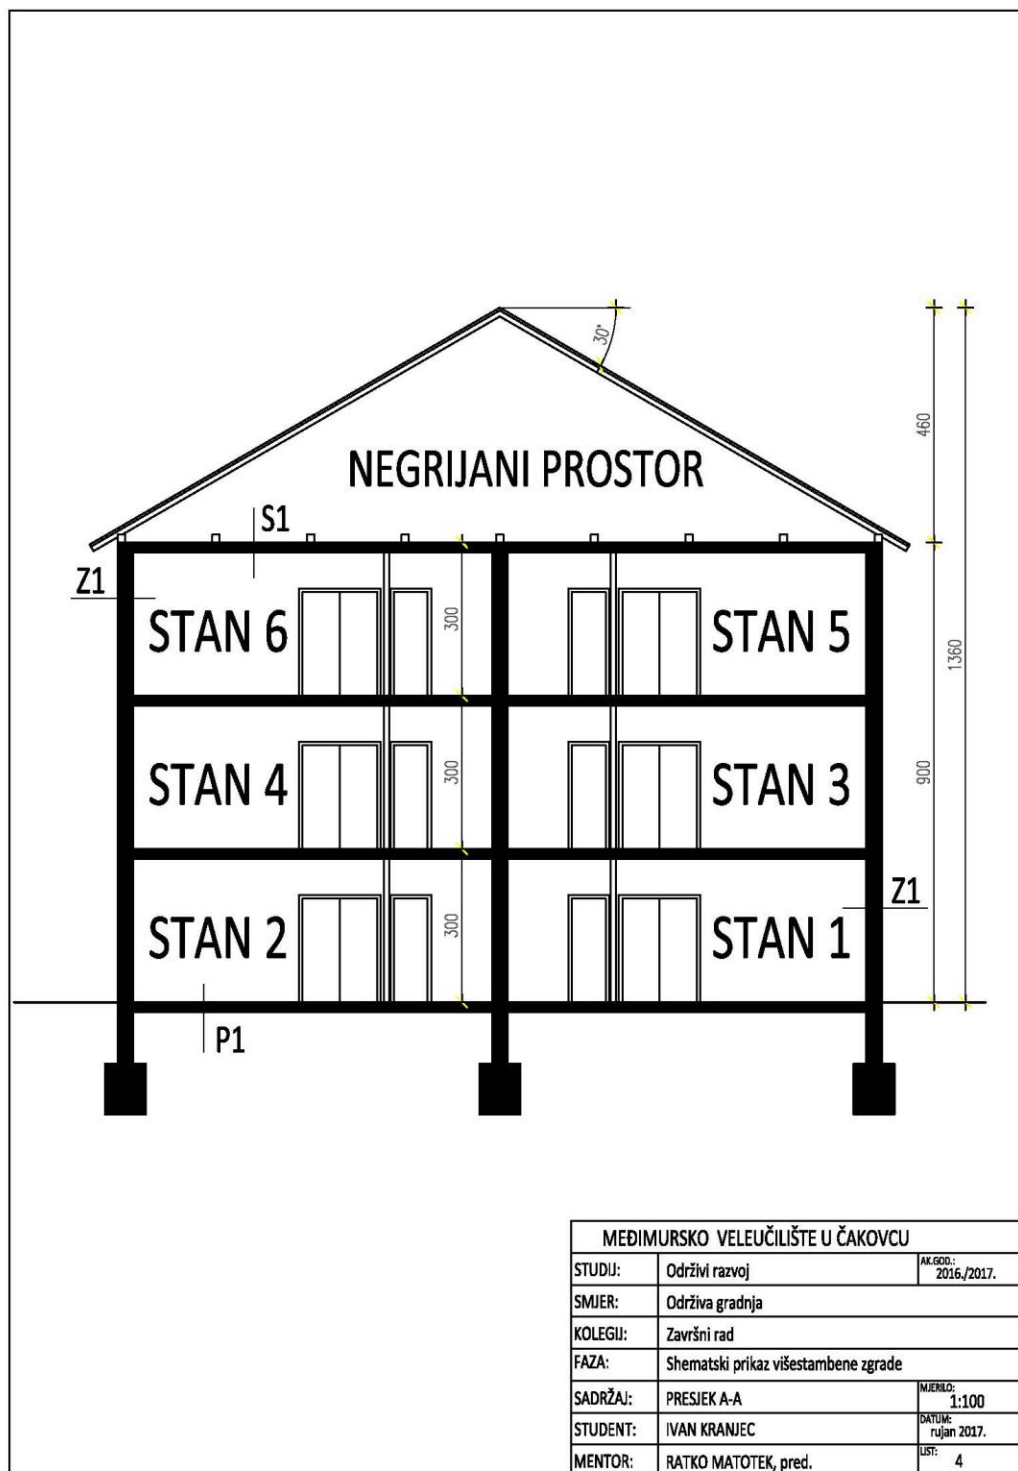 30°
460
NEGRIJANI PROSTOR
S1
Z1
STAN 6
300
STAN 5
1360
STAN 4
300
STAN 3
900
Z1
STAN 2
300
STAN 1
P1
MEĐIMURSKO VELEUČILIŠTE U ČAKOVCU
STUDIJ: Održivi razvoj AK.GOD.: 2016./2017.
SMJER: Održiva gradnja
KOLEGIJ: Završni rad
FAZA: Shematski prikaz višestambene zgrade
SADRŽAJ: PRESJEK A-A MJERILO: 1:100
STUDENT: IVAN KRANJEC DATUM: rujan 2017.
MENTOR: RATKO MATOTEK, pred. LIST: 4